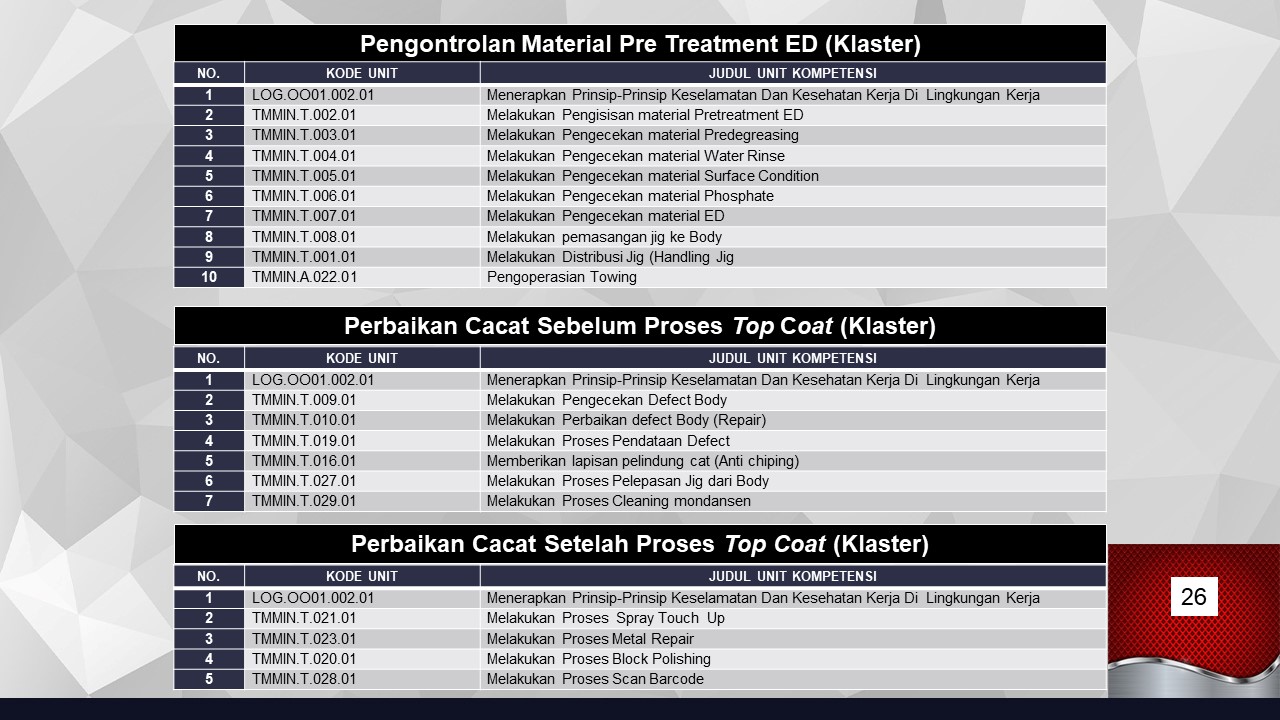 Pengontrolan Material Pre Treatment ED (Klaster)
NO. KODE UNIT JUDUL UNIT KOMPETENSI
1 LOG.OO01.002.01 Menerapkan Prinsip-Prinsip Keselamatan Dan Kesehatan Kerja Di Lingkungan Kerja
2 TMMIN.T.002.01 Melakukan Pengisisan material Pretreatment ED
3 TMMIN.T.003.01 Melakukan Pengecekan material Predegreasing
4 TMMIN.T.004.01 Melakukan Pengecekan material Water Rinse
5 TMMIN.T.005.01 Melakukan Pengecekan material Surface Condition
6 TMMIN.T.006.01 Melakukan Pengecekan material Phosphate
7 TMMIN.T.007.01 Melakukan Pengecekan material ED
8 TMMIN.T.008.01 Melakukan pemasangan jig ke Body
9 TMMIN.T.001.01 Melakukan Distribusi Jig (Handling Jig
10 TMMIN.A.022.01 Pengoperasian Towing
Perbaikan Cacat Sebelum Proses Top Coat (Klaster)
NO. KODE UNIT JUDUL UNIT KOMPETENSI
1 LOG.OO01.002.01 Menerapkan Prinsip-Prinsip Keselamatan Dan Kesehatan Kerja Di Lingkungan Kerja
2 TMMIN.T.009.01 Melakukan Pengecekan Defect Body
3 TMMIN.T.010.01 Melakukan Perbaikan defect Body (Repair)
4 TMMIN.T.019.01 Melakukan Proses Pendataan Defect
5 TMMIN.T.016.01 Memberikan lapisan pelindung cat (Anti chiping)
6 TMMIN.T.027.01 Melakukan Proses Pelepasan Jig dari Body
7 TMMIN.T.029.01 Melakukan Proses Cleaning mondansen
Perbaikan Cacat Setelah Proses Top Coat (Klaster)
NO. KODE UNIT JUDUL UNIT KOMPETENSI
1 LOG.OO01.002.01 Menerapkan Prinsip-Prinsip Keselamatan Dan Kesehatan Kerja Di Lingkungan Kerja
2 TMMIN.T.021.01 Melakukan Proses Spray Touch Up
3 TMMIN.T.023.01 Melakukan Proses Metal Repair
4 TMMIN.T.020.01 Melakukan Proses Block Polishing
5 TMMIN.T.028.01 Melakukan Proses Scan Barcode
26